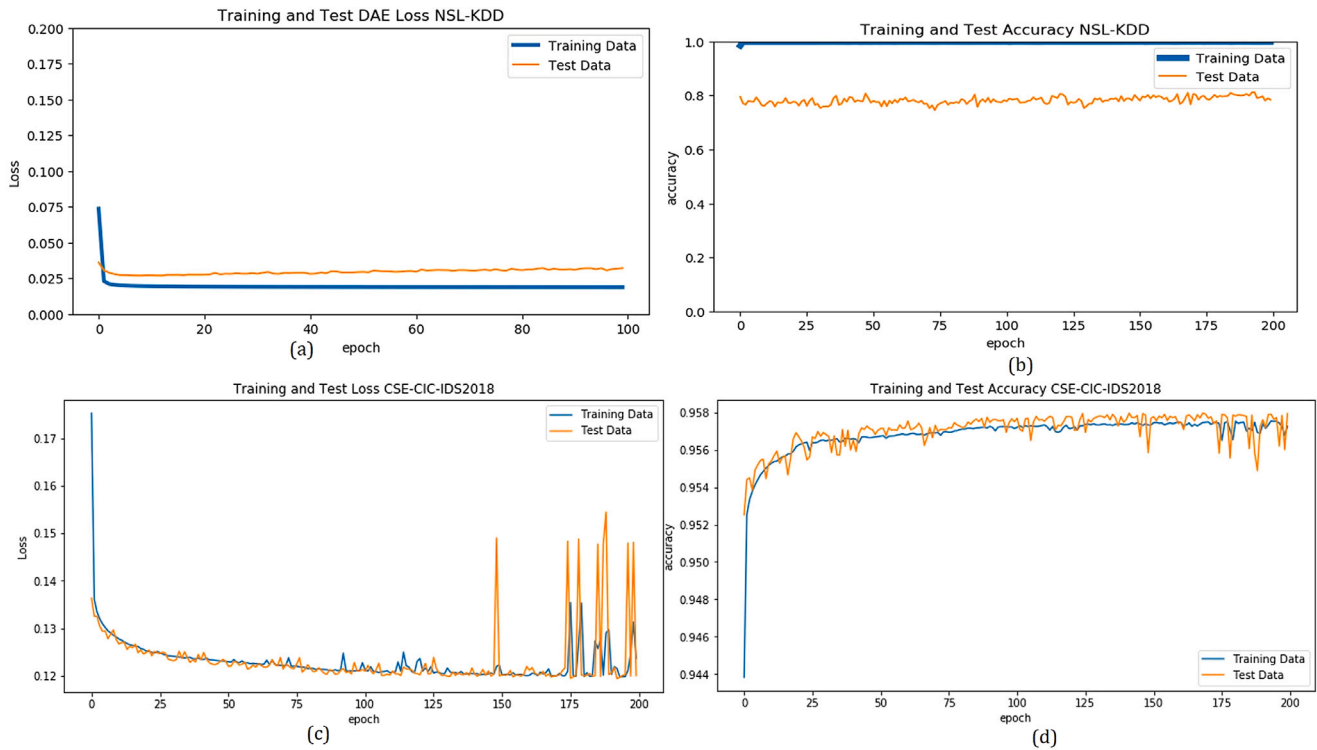 Training and Test DAE Loss NSL-KDD
0.200
0.175
0.150
0.125
0.100
0.075
0.050
0.025
0.000
Loss
Training Data
Test Data
0
20
40
60
80
100
epoch
(a)
Training and Test Accuracy NSL-KDD
1.0
0.8
0.6
0.4
0.2
0.0
accuracy
Training Data
Test Data
0
25
50
75
100
125
150
175
200
epoch
(b)
Training and Test Loss CSE-CIC-IDS2018
0.17
0.16
0.15
0.14
0.13
0.12
Loss
Training Data
Test Data
0
25
50
75
100
125
150
175
200
epoch
(c)
Training and Test Accuracy CSE-CIC-IDS2018
0.958
0.956
0.954
0.952
0.950
0.948
0.946
0.944
accuracy
Training Data
Test Data
0
25
50
75
100
125
150
175
200
epoch
(d)